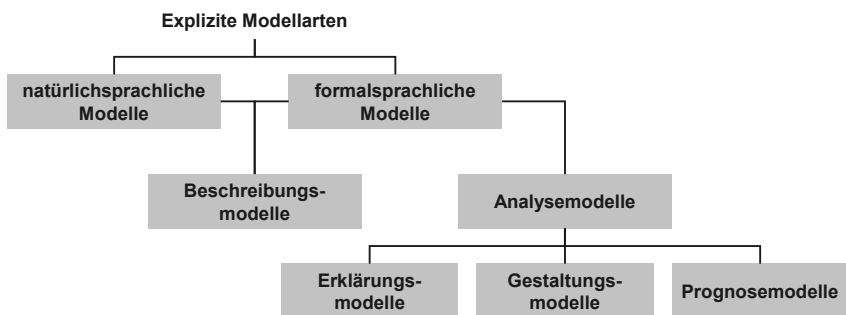 Explizite Modellarten
natürlichsprachliche
Modelle
formalsprachliche
Modelle
Beschreibungs-
modelle
Analysemodelle
Erklärungs-
modelle
Gestaltungs-
modelle
Prognosemodelle